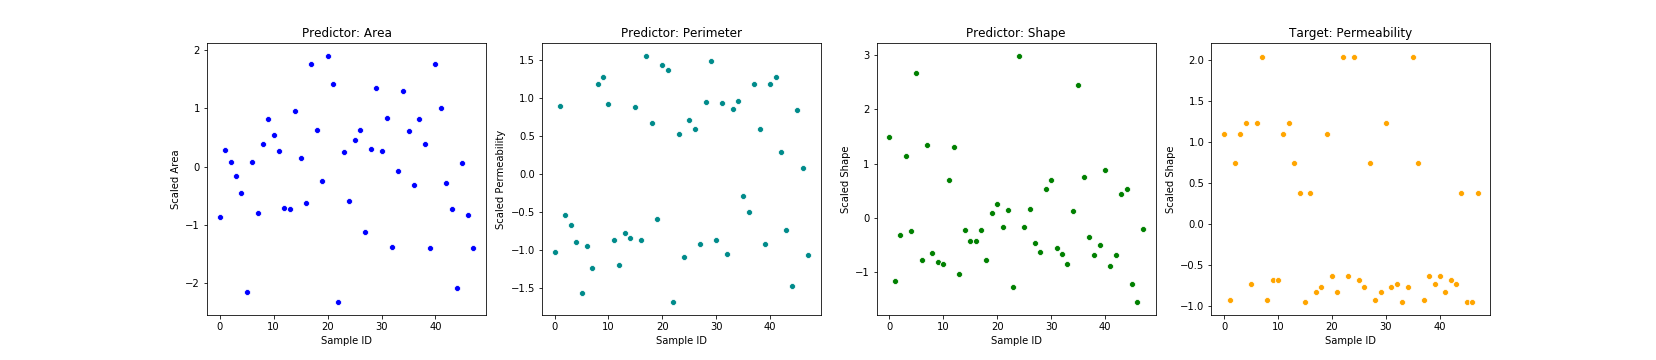 Predictor: Area
Scaled Area
2
1
0
−1
−2
0 10 20 30 40
Sample ID
Predictor: Perimeter
Scaled Permeability
1.5
1.0
0.5
0.0
−0.5
−1.0
−1.5
0 10 20 30 40
Sample ID
Predictor: Shape
Scaled Shape
3
2
1
0
−1
0 10 20 30 40
Sample ID
Target: Permeability
Scaled Shape
2.0
1.5
1.0
0.5
0.0
−0.5
−1.0
0 10 20 30 40
Sample ID